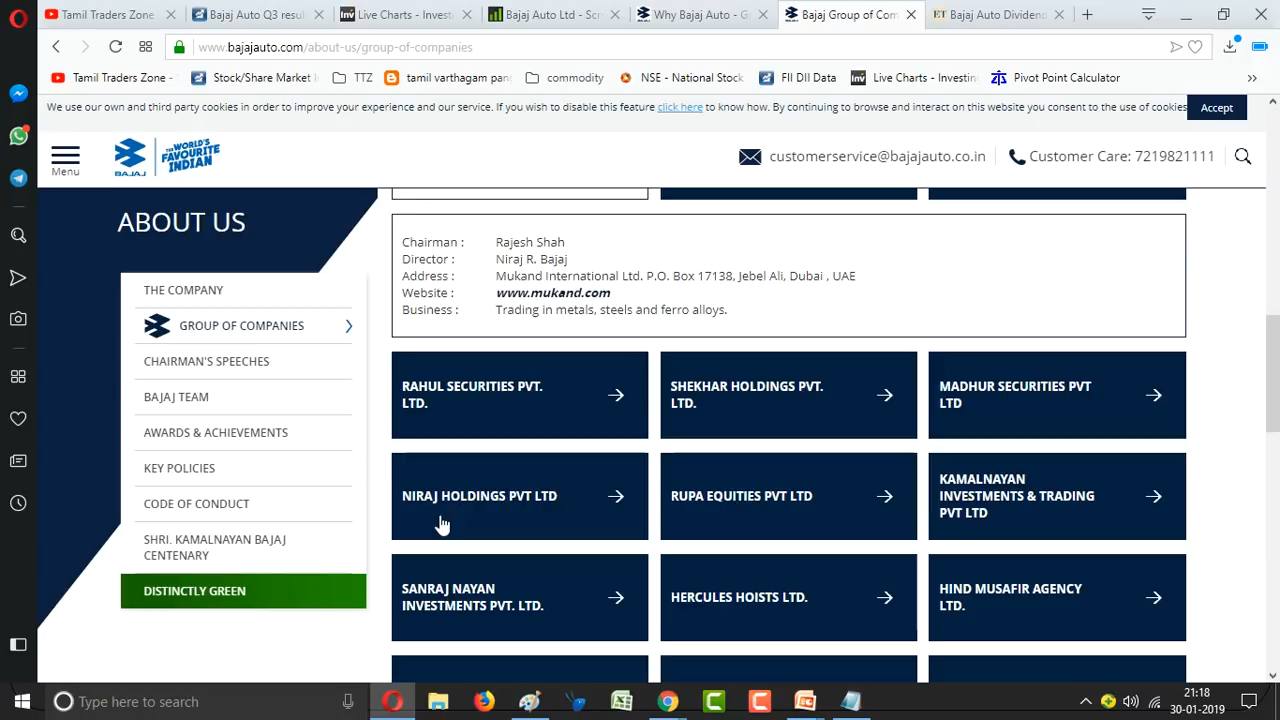 Tamil Traders Zone
Bajaj Auto Q3 resul
Live Charts - Invest
Bajaj Auto Ltd - Scr
Why Bajaj Auto - G
Bajaj Group of Com
Bajaj Auto Dividend
www.bajajauto.com/about-us/group-of-companies
Tamil Traders Zone -
Stock/Share Market
TTZ
tamil varthagam pan
commodity
NSE - National Stock
FII DII Data
Live Charts - Investin
Pivot Point Calculator
We use our own and third party cookies in order to improve your experience and our service. If you wish to disable this feature click here to know how. By continuing to browse and interact on this website you consent to the use of cookies
Accept
Menu
BAJAJ
THE WORLD'S
FAVOURITE
INDIAN
customerservice@bajajauto.co.in
Customer Care: 7219821111
ABOUT US
THE COMPANY
GROUP OF COMPANIES
CHAIRMAN'S SPEECHES
BAJAJ TEAM
AWARDS & ACHIEVEMENTS
KEY POLICIES
CODE OF CONDUCT
SHRI. KAMALNAYAN BAJAJ
CENTENARY
DISTINCTLY GREEN
Chairman : Rajesh Shah
Director : Niraj R. Bajaj
Address : Mukand International Ltd. P.O. Box 17138, Jebel Ali, Dubai , UAE
Website : www.mukand.com
Business : Trading in metals, steels and ferro alloys.
RAHUL SECURITIES PVT.
LTD.
SHEKHAR HOLDINGS PVT.
LTD.
MADHUR SECURITIES PVT
LTD
NIRAJ HOLDINGS PVT LTD
RUPA EQUITIES PVT LTD
KAMALNAYAN
INVESTMENTS & TRADING
PVT LTD
SANRAJ NAYAN
INVESTMENTS PVT. LTD.
HERCULES HOISTS LTD.
HIND MUSAFIR AGENCY
LTD.
Type here to search
21:18
30-01-2019